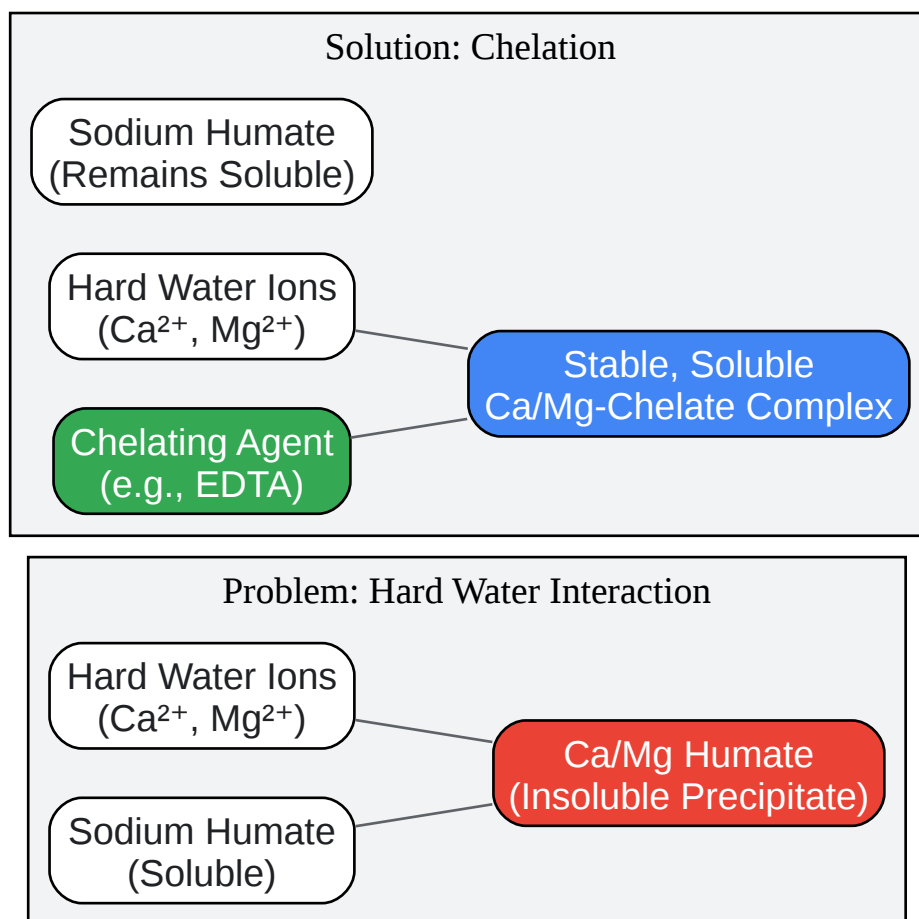 Solution: Chelation
Sodium Humate
(Remains Soluble)
Hard Water Ions
(Ca²⁺, Mg²⁺)
Stable, Soluble
Ca/Mg-Chelate Complex
Chelating Agent
(e.g., EDTA)
Problem: Hard Water Interaction
Hard Water Ions
(Ca²⁺, Mg²⁺)
Ca/Mg Humate
(Insoluble Precipitate)
Sodium Humate
(Soluble)